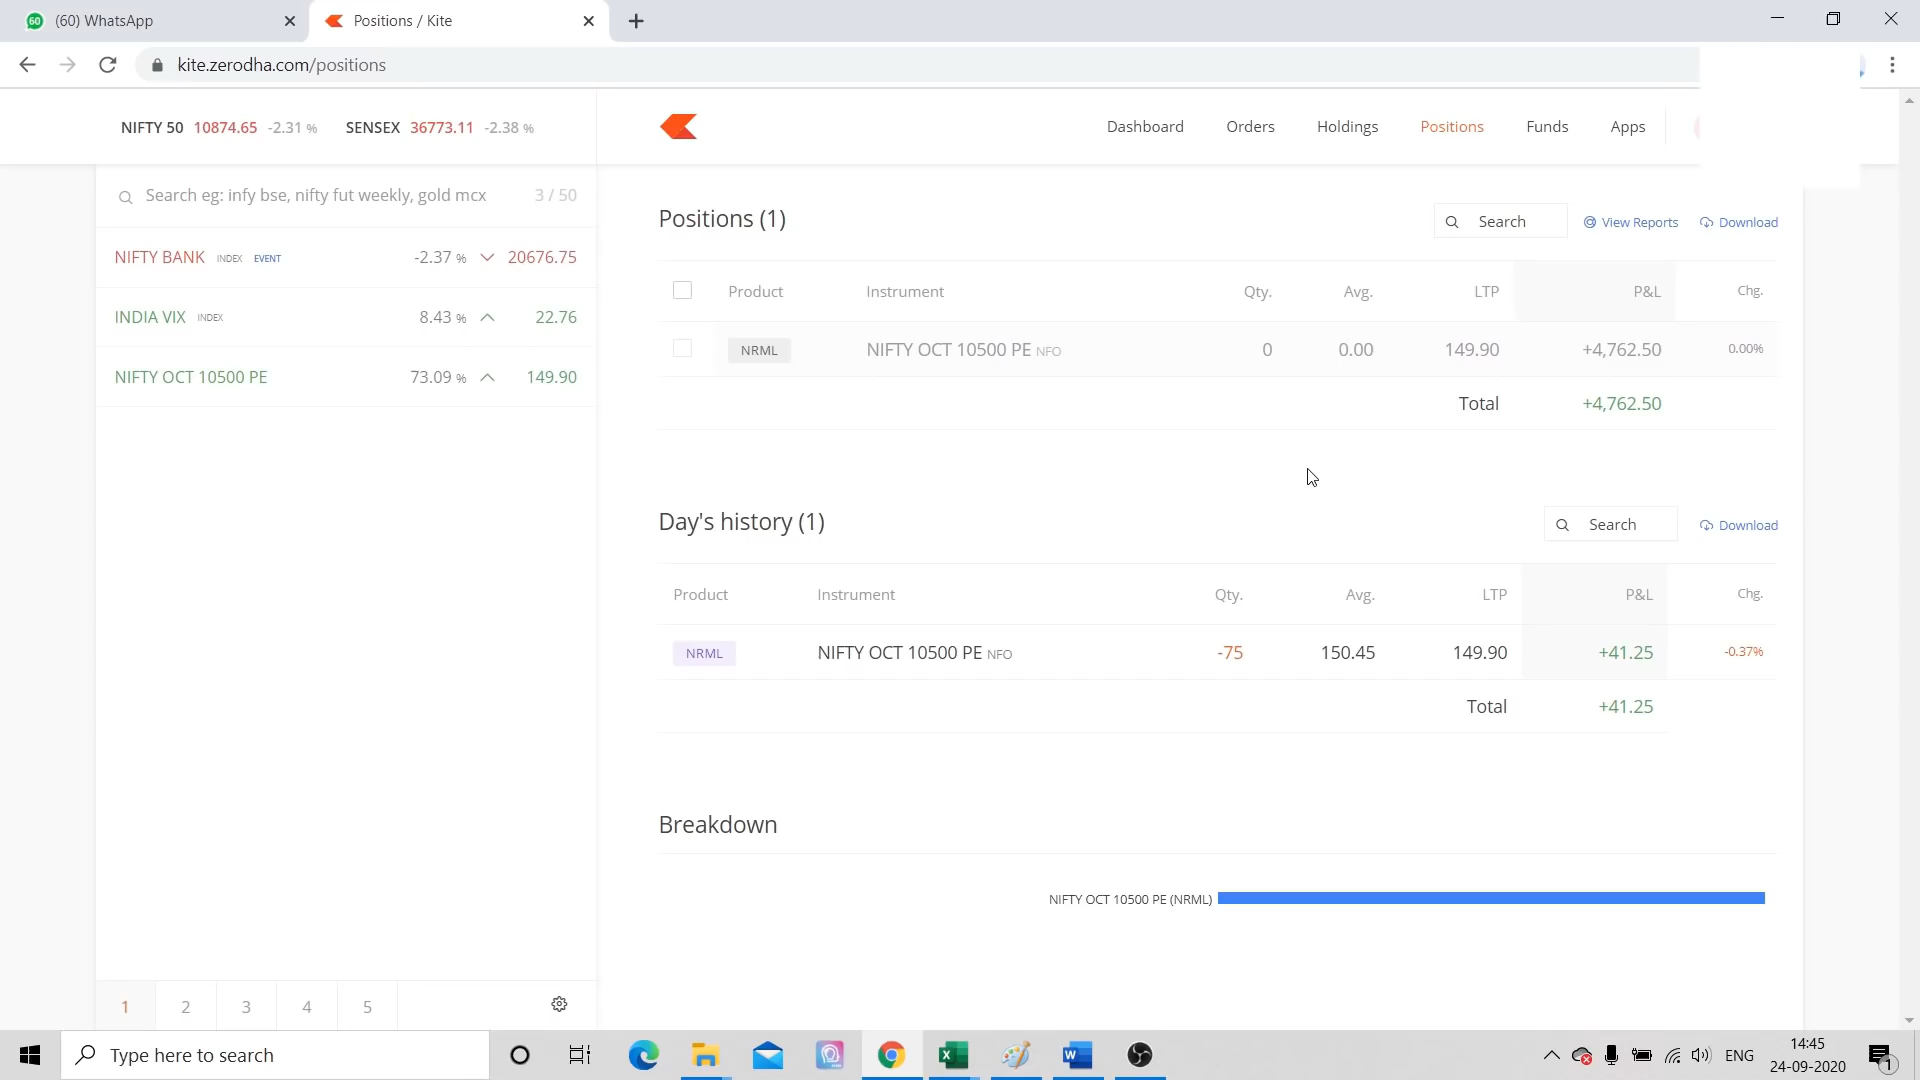 (60) WhatsApp
Positions / Kite
kite.zerodha.com/positions
NIFTY 50 10874.65 -2.31 % SENSEX 36773.11 -2.38 %
Dashboard Orders Holdings Positions Funds Apps
Search eg: infy bse, nifty fut weekly, gold mcx 3 / 50
NIFTY BANK INDEX EVENT -2.37 % 20676.75
INDIA VIX INDEX 8.43 % 22.76
NIFTY OCT 10500 PE 73.09 % 149.90
1 2 3 4 5
Positions (1) Search View Reports Download
Product Instrument Qty. Avg. LTP P&L Chg.
NRML NIFTY OCT 10500 PE NFO 0 0.00 149.90 +4,762.50 0.00%
Total +4,762.50
Day's history (1) Search Download
Product Instrument Qty. Avg. LTP P&L Chg.
NRML NIFTY OCT 10500 PE NFO -75 150.45 149.90 +41.25 -0.37%
Total +41.25
Breakdown
NIFTY OCT 10500 PE (NRML)
Type here to search
ENG
14:45
24-09-2020
1